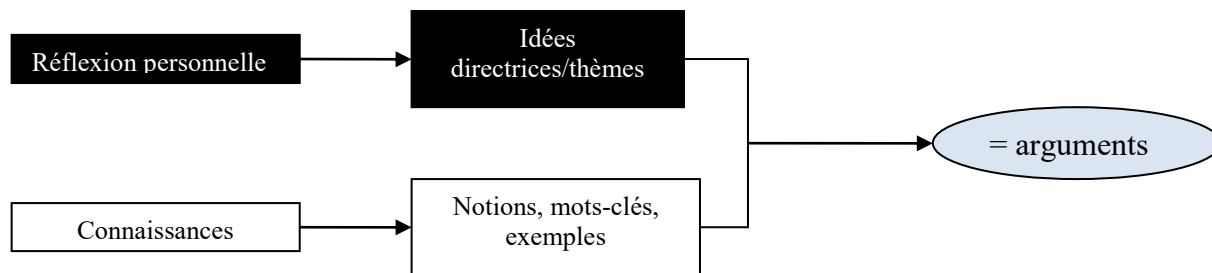 Réflexion personnelle
Idées
directrices/thèmes
= arguments
Connaissances
Notions, mots-clés,
exemples